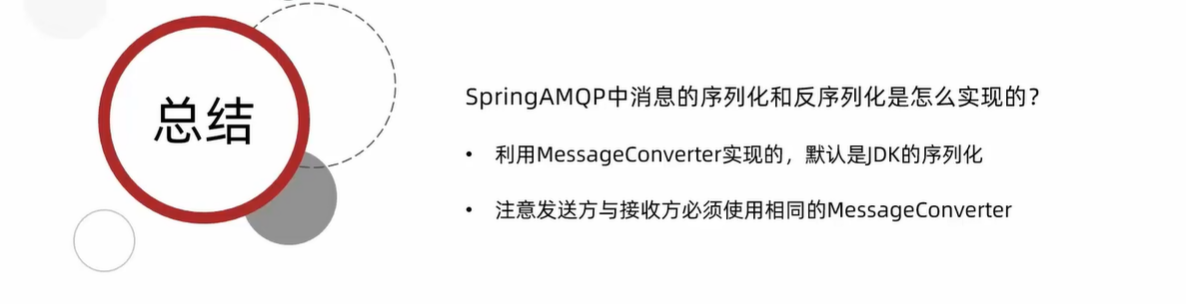 总结
SpringAMQP中消息的序列化和反序列化是怎么实现的？
• 利用MessageConverter实现的，默认是JDK的序列化
• 注意发送方与接收方必须使用相同的MessageConverter